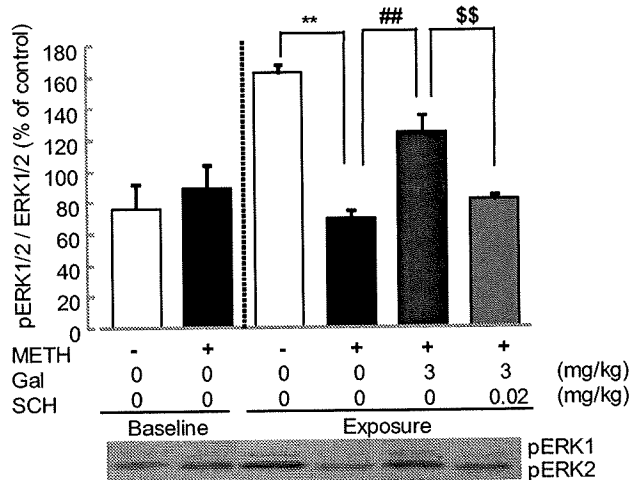 ** ## $$
pERK1/2 / ERK1/2 (% of control)
180
160
140
120
100
80
60
40
20
0
METH - + - + + +
Gal 0 0 0 0 3 3 (mg/kg)
SCH 0 0 0 0 0 0.02 (mg/kg)
Baseline Exposure
pERK1
pERK2